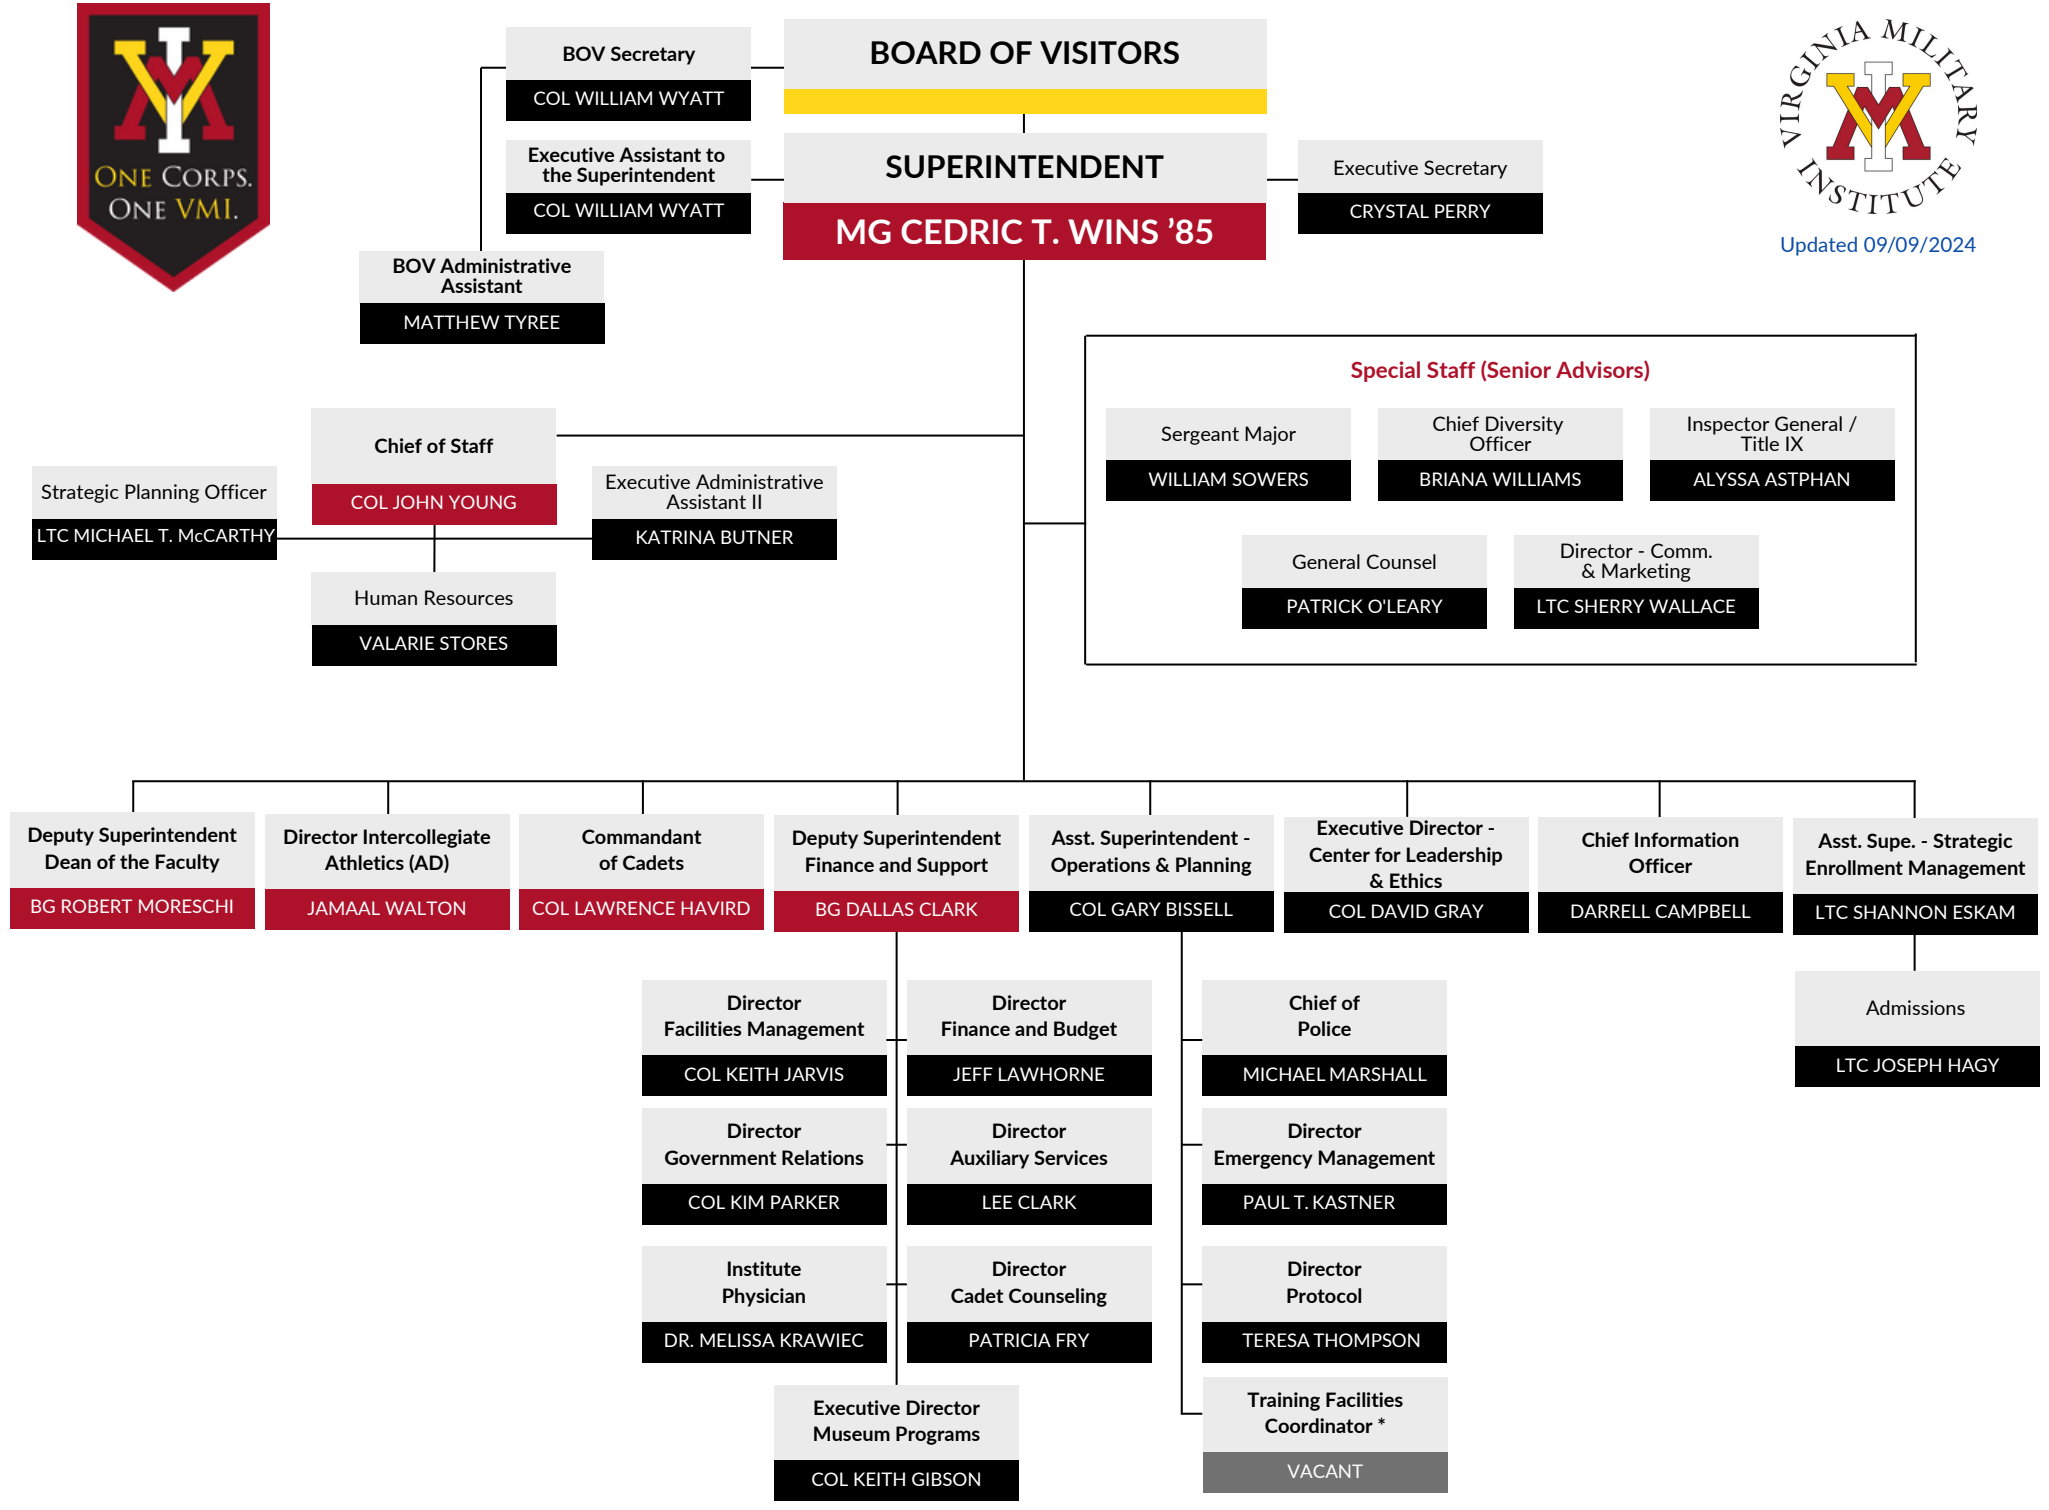 ONE CORPS.
ONE VMI.
BOV Secretary
COL WILLIAM WYATT
BOARD OF VISITORS
VIRGINIA MILITARY INSTITUTE
Updated 09/09/2024
Executive Assistant to
the Superintendent
COL WILLIAM WYATT
SUPERINTENDENT
MG CEDRIC T. WINS ’85
Executive Secretary
CRYSTAL PERRY
BOV Administrative
Assistant
MATTHEW TYREE
Special Staff (Senior Advisors)
Sergeant Major
WILLIAM SOWERS
Chief Diversity
Officer
BRIANA WILLIAMS
Inspector General /
Title IX
ALYSSA ASTPHAN
General Counsel
PATRICK O'LEARY
Director - Comm.
& Marketing
LTC SHERRY WALLACE
Chief of Staff
COL JOHN YOUNG
Strategic Planning Officer
LTC MICHAEL T. McCARTHY
Executive Administrative
Assistant II
KATRINA BUTNER
Human Resources
VALARIE STORES
Deputy Superintendent
Dean of the Faculty
BG ROBERT MORESCHI
Director Intercollegiate
Athletics (AD)
JAMAAL WALTON
Commandant
of Cadets
COL LAWRENCE HAVIRD
Deputy Superintendent
Finance and Support
BG DALLAS CLARK
Asst. Superintendent -
Operations & Planning
COL GARY BISSELL
Executive Director -
Center for Leadership
& Ethics
COL DAVID GRAY
Chief Information
Officer
DARRELL CAMPBELL
Asst. Supe. - Strategic
Enrollment Management
LTC SHANNON ESKAM
Director
Facilities Management
COL KEITH JARVIS
Director
Finance and Budget
JEFF LAWHORNE
Chief of
Police
MICHAEL MARSHALL
Admissions
LTC JOSEPH HAGY
Director
Government Relations
COL KIM PARKER
Director
Auxiliary Services
LEE CLARK
Director
Emergency Management
PAUL T. KASTNER
Institute
Physician
DR. MELISSA KRAWIEC
Director
Cadet Counseling
PATRICIA FRY
Director
Protocol
TERESA THOMPSON
Executive Director
Museum Programs
COL KEITH GIBSON
Training Facilities
Coordinator *
VACANT